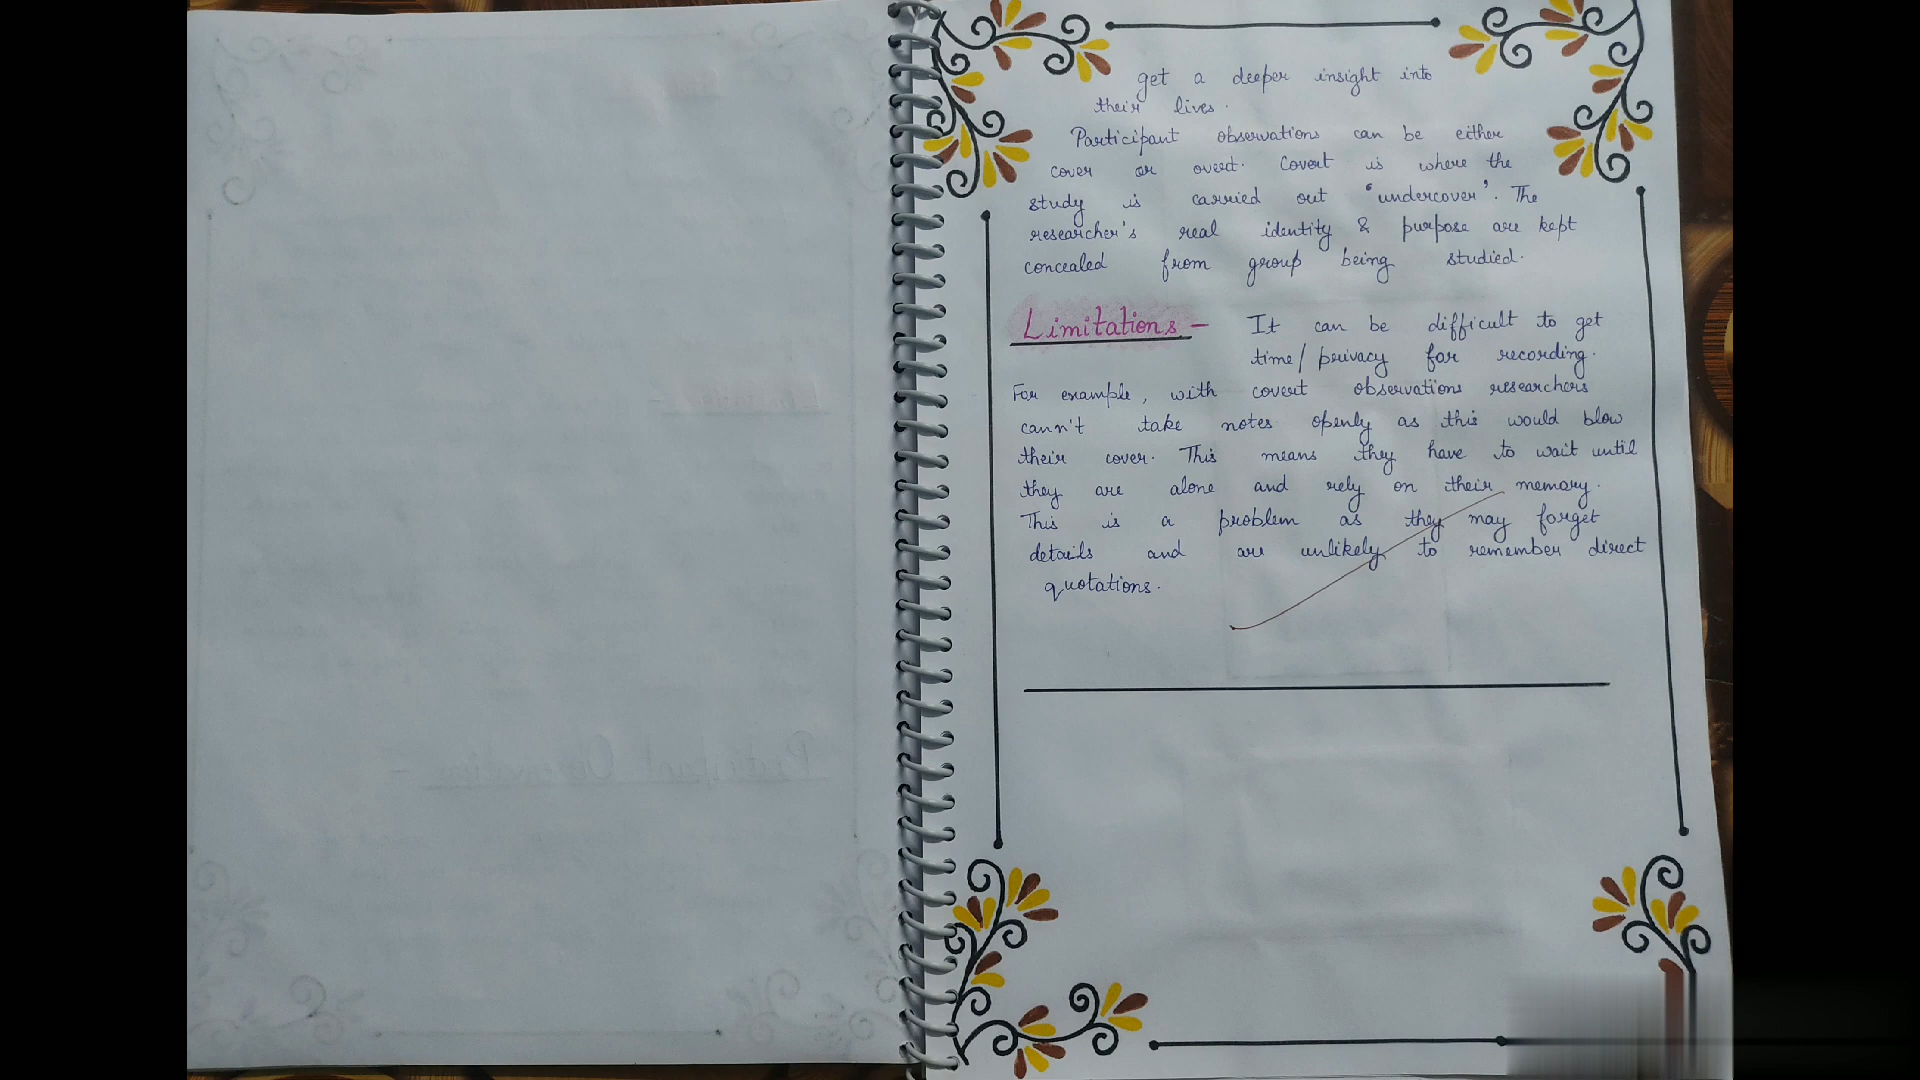 get a deeper insight into
their lives.
Participant observations can be either
cover or overt. Covert is where the
study is carried out 'undercover'. The
researcher's real identity & purpose are kept
concealed from group being studied.
Limitations - It can be difficult to get
time/privacy for recording.
For example, with covert observations researchers
cann't take notes openly as this would blow
their cover. This means they have to wait until
they are alone and rely on their memory.
This is a problem as they may forget
details and are unlikely to remember direct
quotations.